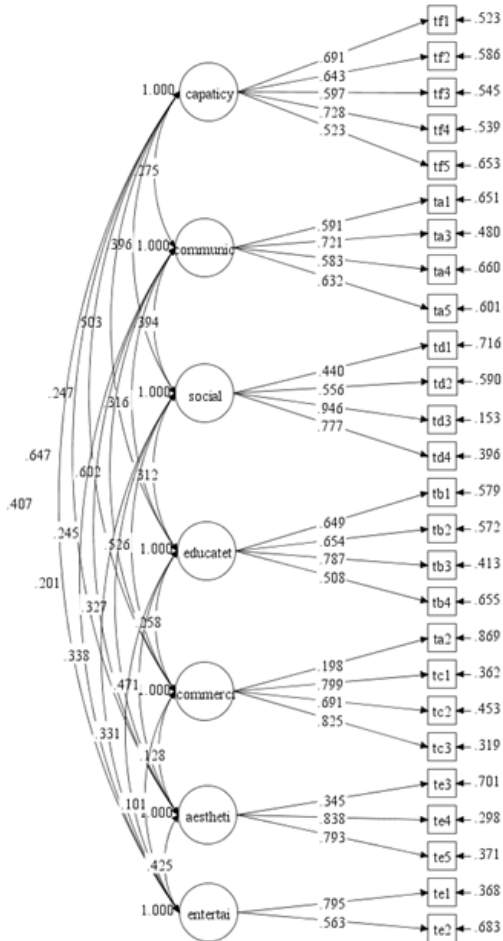 tf1 .523
.691
tf2 .586
1.000 capaticy .643
.597 tf3 .545
.728 tf4 .539
.523
tf5 .653
.275
ta1 .651
.591
.396 1.000 communic .721 ta3 .480
.583 ta4 .660
.632
ta5 .601
.503 .394
td1 .716
.440
.247 .316 1.000 social .556 td2 .590
.946 td3 .153
.777
td4 .396
.647
.602 .312
tb1 .579
.407
.649
.245 .526 1.000 educatet .654 tb2 .572
.787 tb3 .413
.508
tb4 .655
.201
.327 .258
ta2 .869
.198
.338 .471 1.000 commerci .799 tc1 .362
.691 tc2 .453
.825
tc3 .319
.331 .128
te3 .701
.345
.101 1.000 aestheti .838 te4 .298
.793
te5 .371
.425
te1 .368
.795
1.000 entertai .563
te2 .683